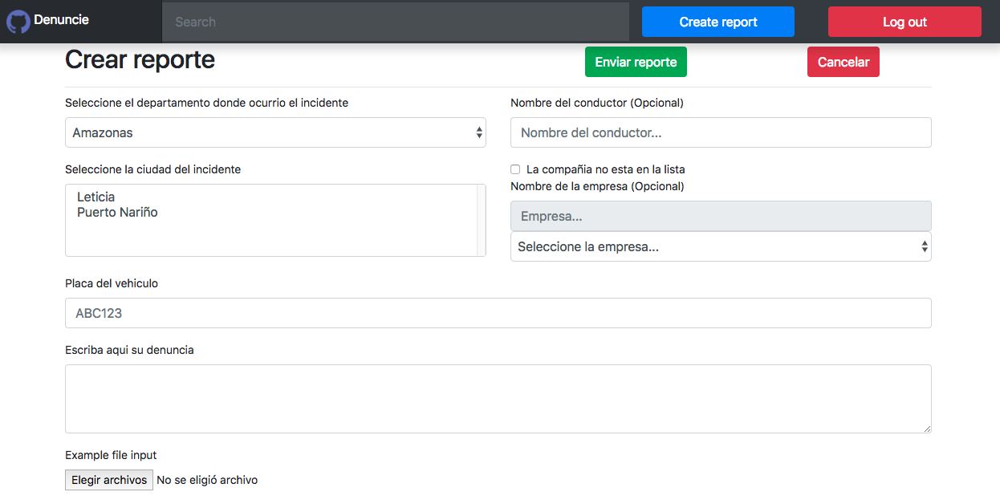 Denuncie
Search
Create report
Log out
Crear reporte
Enviar reporte
Cancelar
Seleccione el departamento donde ocurrio el incidente
Amazonas
Nombre del conductor (Opcional)
Nombre del conductor...
Seleccione la ciudad del incidente
Leticia
Puerto Nariño
La compañia no esta en la lista
Nombre de la empresa (Opcional)
Empresa...
Seleccione la empresa...
Placa del vehiculo
ABC123
Escriba aqui su denuncia
Example file input
Elegir archivos No se eligió archivo